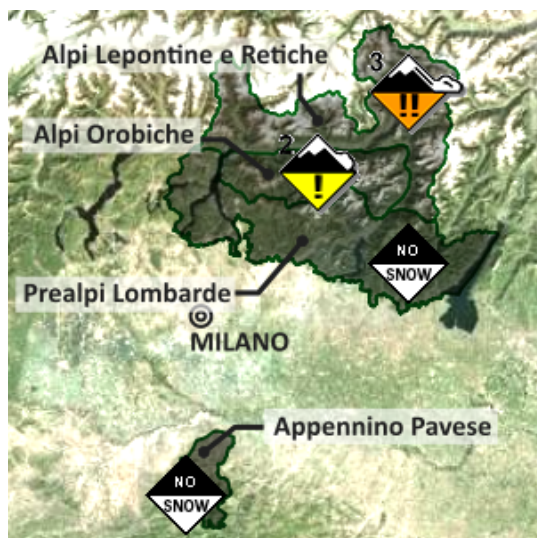 Alpi Lepontine e Retiche
3
!!
Alpi Orobiche
2
!
NO
SNOW
Prealpi Lombarde
MILANO
Appennino Pavese
NO
SNOW